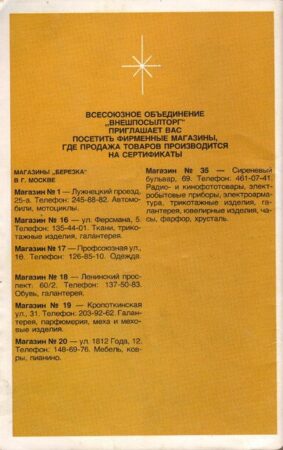 ВСЕСОЮЗНОЕ ОБЪЕДИНЕНИЕ
„ВНЕШПОСЫЛТОРГ"
ПРИГЛАШАЕТ ВАС
ПОСЕТИТЬ ФИРМЕННЫЕ МАГАЗИНЫ,
ГДЕ ПРОДАЖА ТОВАРОВ ПРОИЗВОДИТСЯ
НА СЕРТИФИКАТЫ
МАГАЗИНЫ „БЕРЕЗКА"
В Г. МОСКВЕ
Магазин № 1 — Лужнецкий проезд,
25-а. Телефон: 245-88-82. Автомо-
били, мотоциклы.
Магазин № 16 — ул. Ферсмана, 5.
Телефон: 135-44-01. Ткани, трико-
тажные изделия, галантерея.
Магазин № 17 — Профсоюзная ул.,
16. Телефон: 126-85-10. Одежда.
Магазин № 18 — Ленинский прос-
пект, 60/2. Телефон: 137-50-83.
Обувь, галантерея.
Магазин № 19 — Кропоткинская
ул., 31. Телефон: 203-92-62. Галан-
терея, парфюмерия, меха и мехо-
вые изделия.
Магазин № 20 — ул. 1812 Года, 12.
Телефон: 148-69-76. Мебель, ков-
ры, пианино.
Магазин № 35 — Сиреневый
бульвар, 69. Телефон: 461-07-41.
Радио- и кинофототовары, элект-
робытовые приборы, электроарма-
тура, трикотажные изделия, га-
лантерея, ювелирные изделия, ча-
сы, фарфор, хрусталь.